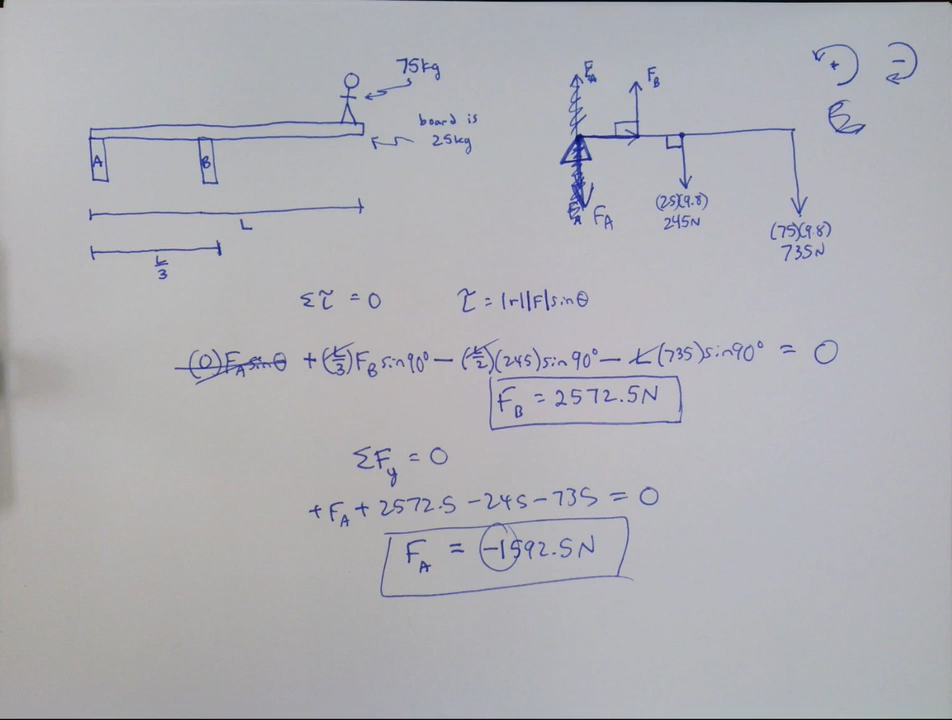 75kg
board is
25kg
A
B
L
L/3
F_A
F_B
F_A
(25)(9.8)
245N
(75)(9.8)
735N
+
−
Στ = 0
τ = |r||F|sinθ
(0)F_A sinθ + (L/3)F_B sin90° − (L/2)(245)sin90° − L(735)sin90° = 0
F_B = 2572.5N
ΣF_y = 0
+F_A + 2572.5 − 245 − 735 = 0
F_A = −1592.5N